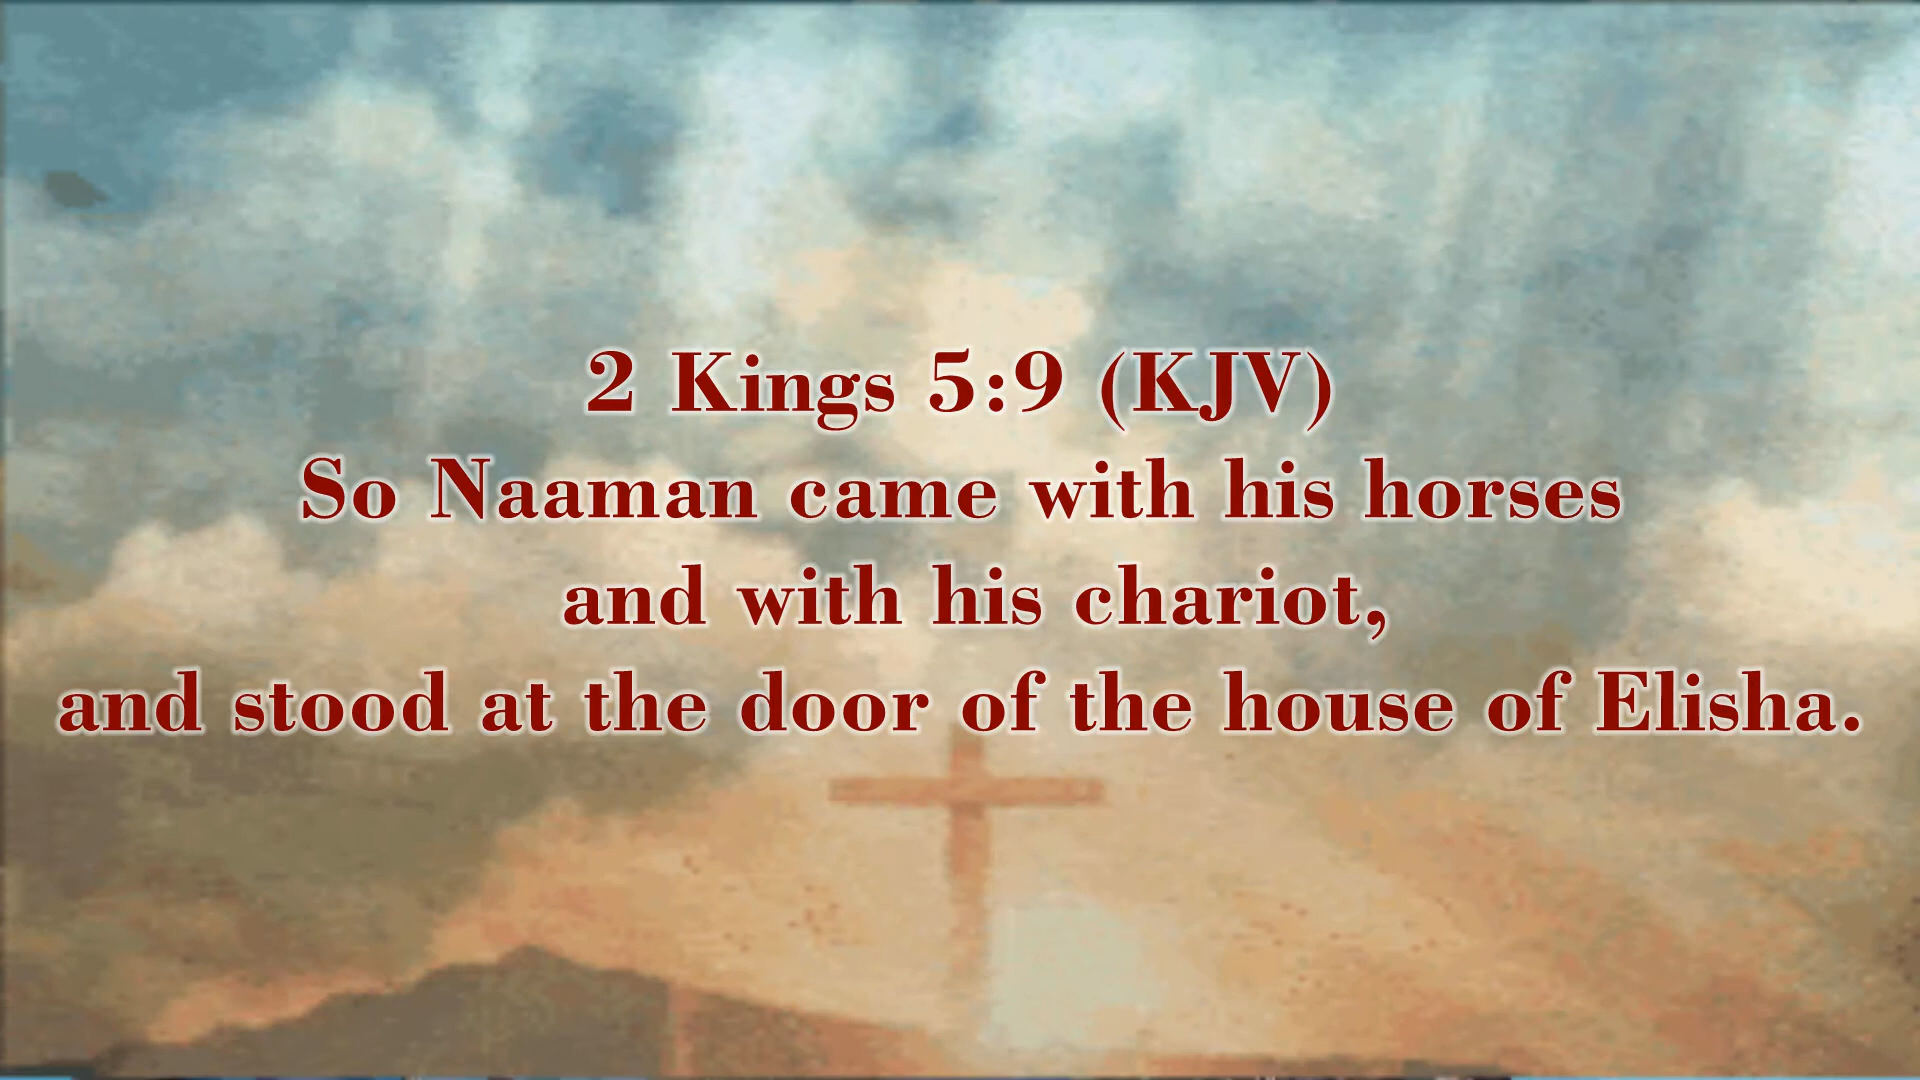 2 Kings 5:9 (KJV)
So Naaman came with his horses
and with his chariot,
and stood at the door of the house of Elisha.